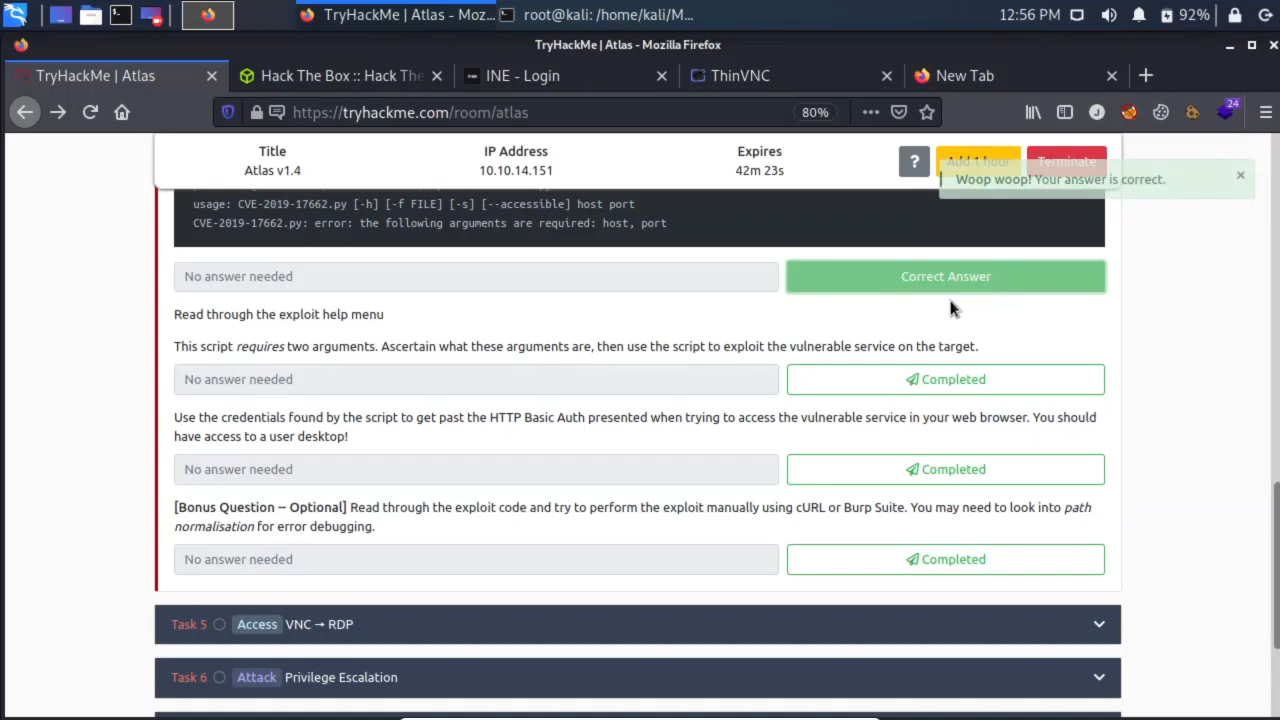 TryHackMe | Atlas - Moz...
root@kali: /home/kali/M...
12:56 PM
92%
TryHackMe | Atlas - Mozilla Firefox
TryHackMe | Atlas
Hack The Box :: Hack The
INE - Login
ThinVNC
New Tab
https://tryhackme.com/room/atlas
80%
24
Title
IP Address
Expires
Atlas v1.4
10.10.14.151
42m 23s
?
Add 1 hour
Terminate
Woop woop! Your answer is correct.
usage: CVE-2019-17662.py [-h] [-f FILE] [-s] [--accessible] host port
CVE-2019-17662.py: error: the following arguments are required: host, port
No answer needed
Correct Answer
Read through the exploit help menu
This script requires two arguments. Ascertain what these arguments are, then use the script to exploit the vulnerable service on the target.
No answer needed
Completed
Use the credentials found by the script to get past the HTTP Basic Auth presented when trying to access the vulnerable service in your web browser. You should
have access to a user desktop!
No answer needed
Completed
[Bonus Question -- Optional] Read through the exploit code and try to perform the exploit manually using cURL or Burp Suite. You may need to look into path
normalisation for error debugging.
No answer needed
Completed
Task 5 Access VNC → RDP
Task 6 Attack Privilege Escalation